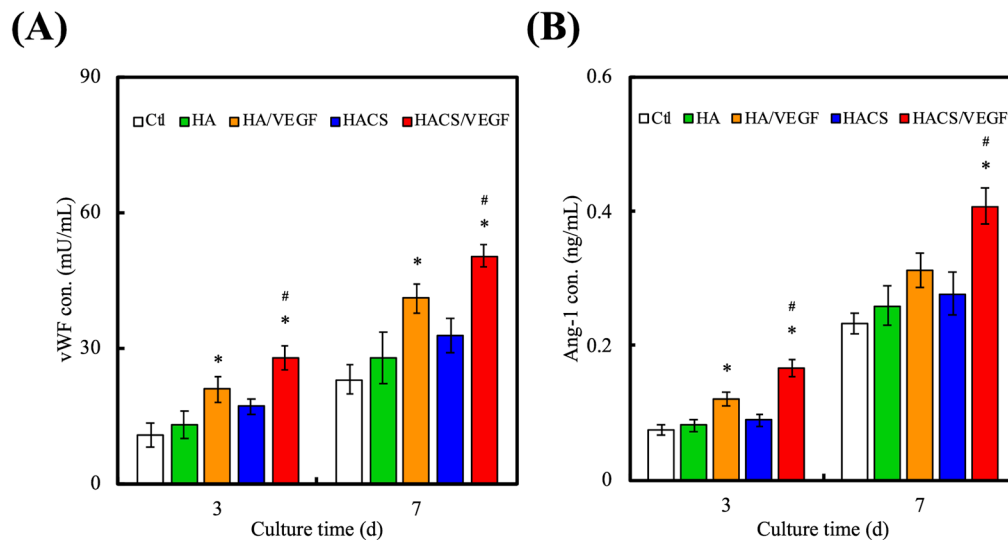 (A)
90
60
30
0
vWF con. (mU/mL)
Ctl HA HA/VEGF HACS HACS/VEGF
*
#
*
*
#
*
3 7
Culture time (d)
(B)
0.6
0.4
0.2
0
Ang-1 con. (ng/mL)
Ctl HA HA/VEGF HACS HACS/VEGF
*
#
*
#
*
3 7
Culture time (d)